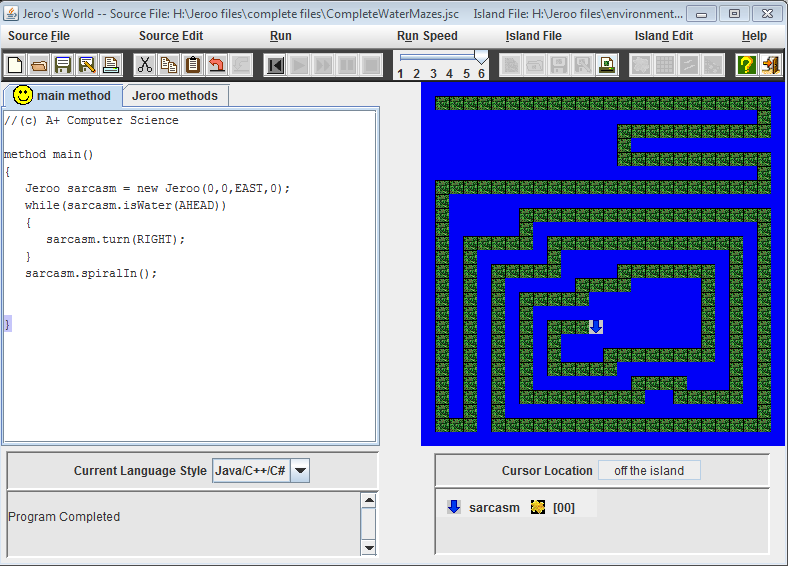 Jeroo's World -- Source File: H:\Jeroo files\complete files\CompleteWaterMazes.jsc Island File: H:\Jeroo files\environment...
Source File Source Edit Run Run Speed Island File Island Edit Help
1 2 3 4 5 6
main method Jeroo methods
//(c) A+ Computer Science
method main()
{
Jeroo sarcasm = new Jeroo(0,0,EAST,0);
while(sarcasm.isWater(AHEAD))
{
sarcasm.turn(RIGHT);
}
sarcasm.spiralIn();
}
Current Language Style Java/C++/C#
Program Completed
Cursor Location off the island
sarcasm [00]